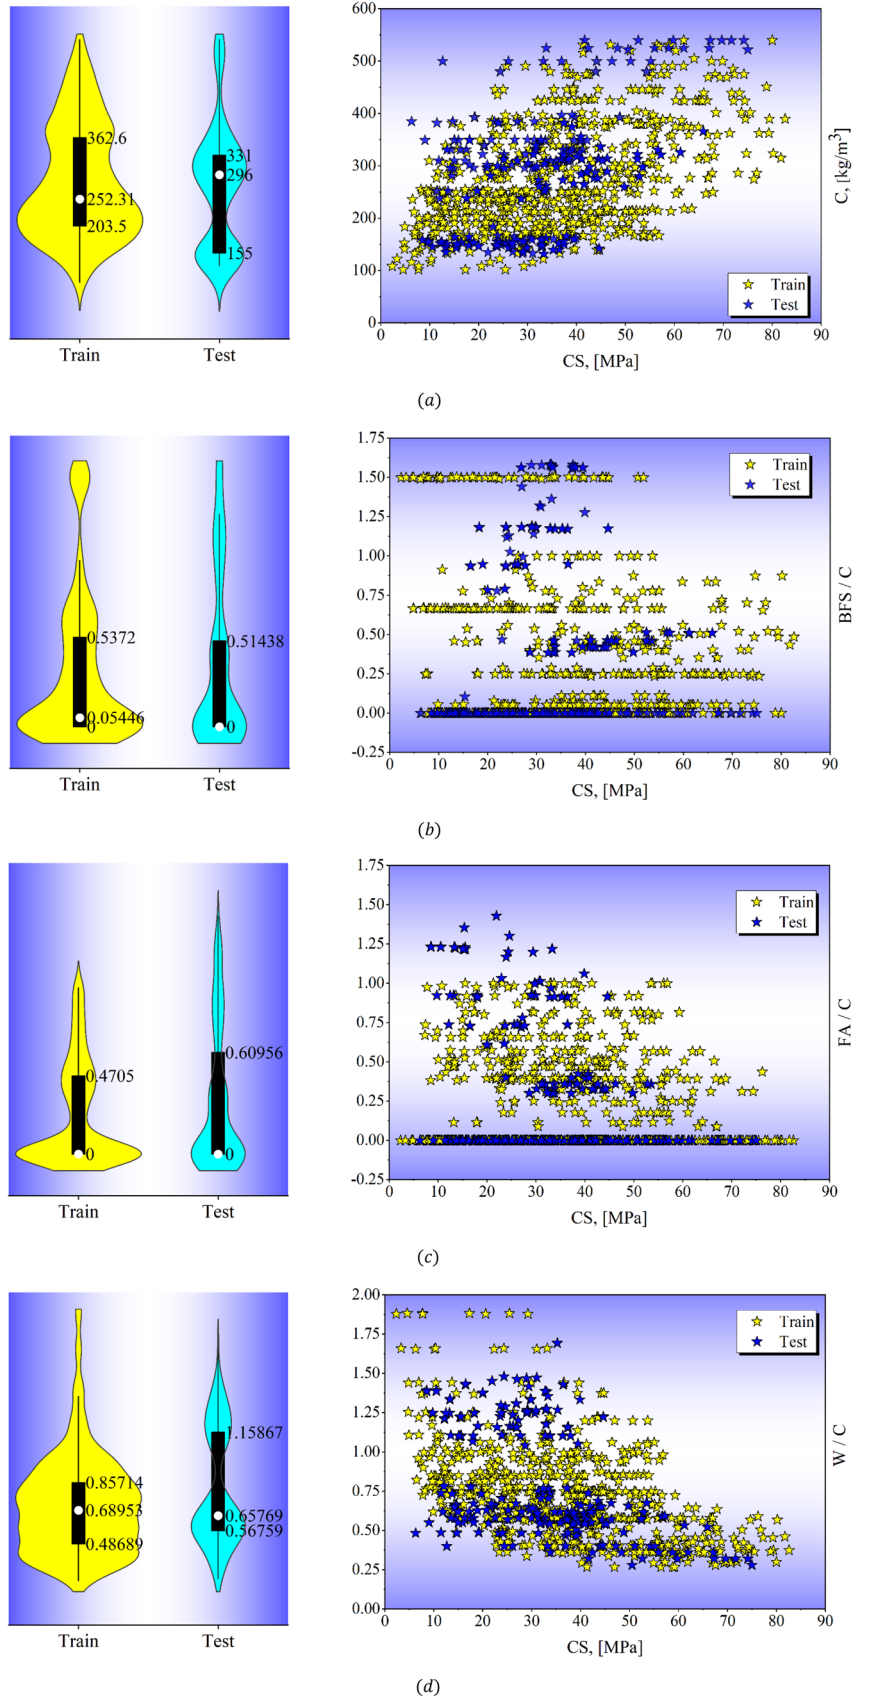 362.6
252.31
203.5
331
296
155
Train
Test
600
500
400
300
200
100
0
0 10 20 30 40 50 60 70 80 90
CS, [MPa]
C, [kg/m³]
Train
Test
(a)
0.5372
0.05446
0
0.51438
0
Train
Test
1.75
1.50
1.25
1.00
0.75
0.50
0.25
0.00
-0.25
0 10 20 30 40 50 60 70 80 90
CS, [MPa]
BFS / C
Train
Test
(b)
0.4705
0
0.60956
0
Train
Test
1.75
1.50
1.25
1.00
0.75
0.50
0.25
0.00
-0.25
0 10 20 30 40 50 60 70 80 90
CS, [MPa]
FA / C
Train
Test
(c)
0.85714
0.68953
0.48689
1.15867
0.65769
0.56759
Train
Test
2.00
1.75
1.50
1.25
1.00
0.75
0.50
0.25
0.00
0 10 20 30 40 50 60 70 80 90
CS, [MPa]
W / C
Train
Test
(d)